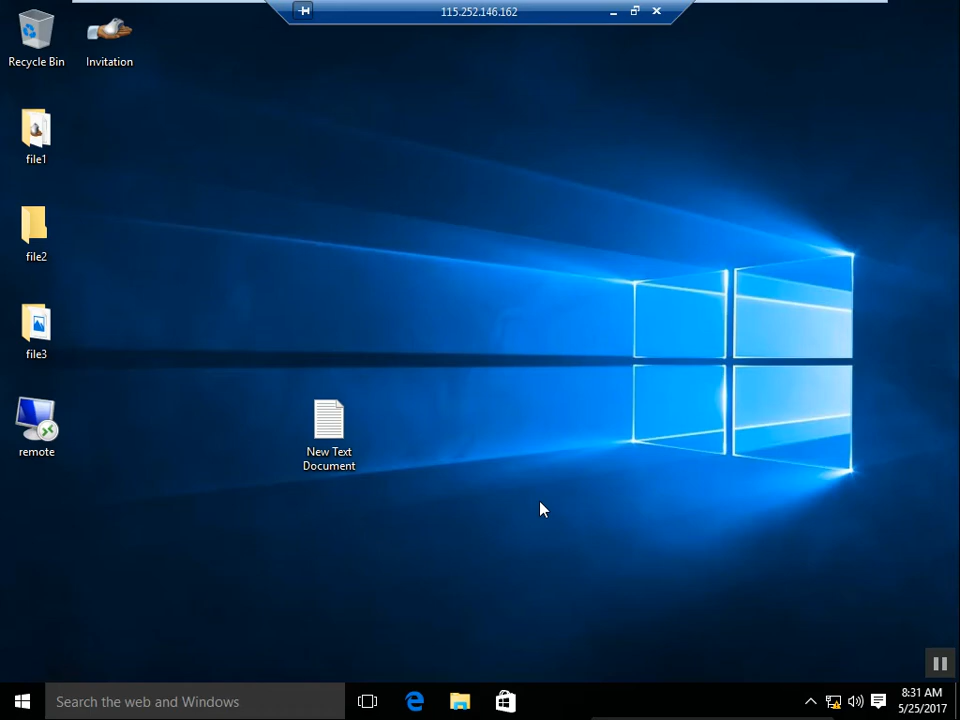 115.252.146.162
Recycle Bin
Invitation
file1
file2
file3
remote
New Text
Document
Search the web and Windows
8:31 AM
5/25/2017